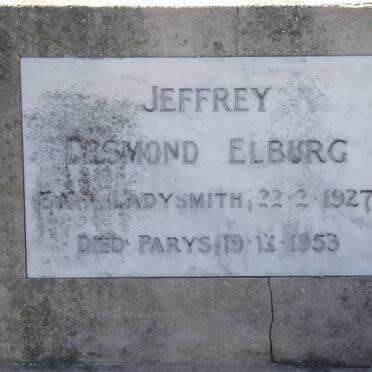 JEFFREY
DESMOND ELBURG
BORN LADYSMITH, 22·2·1927
DIED PARYS 19·12·1953